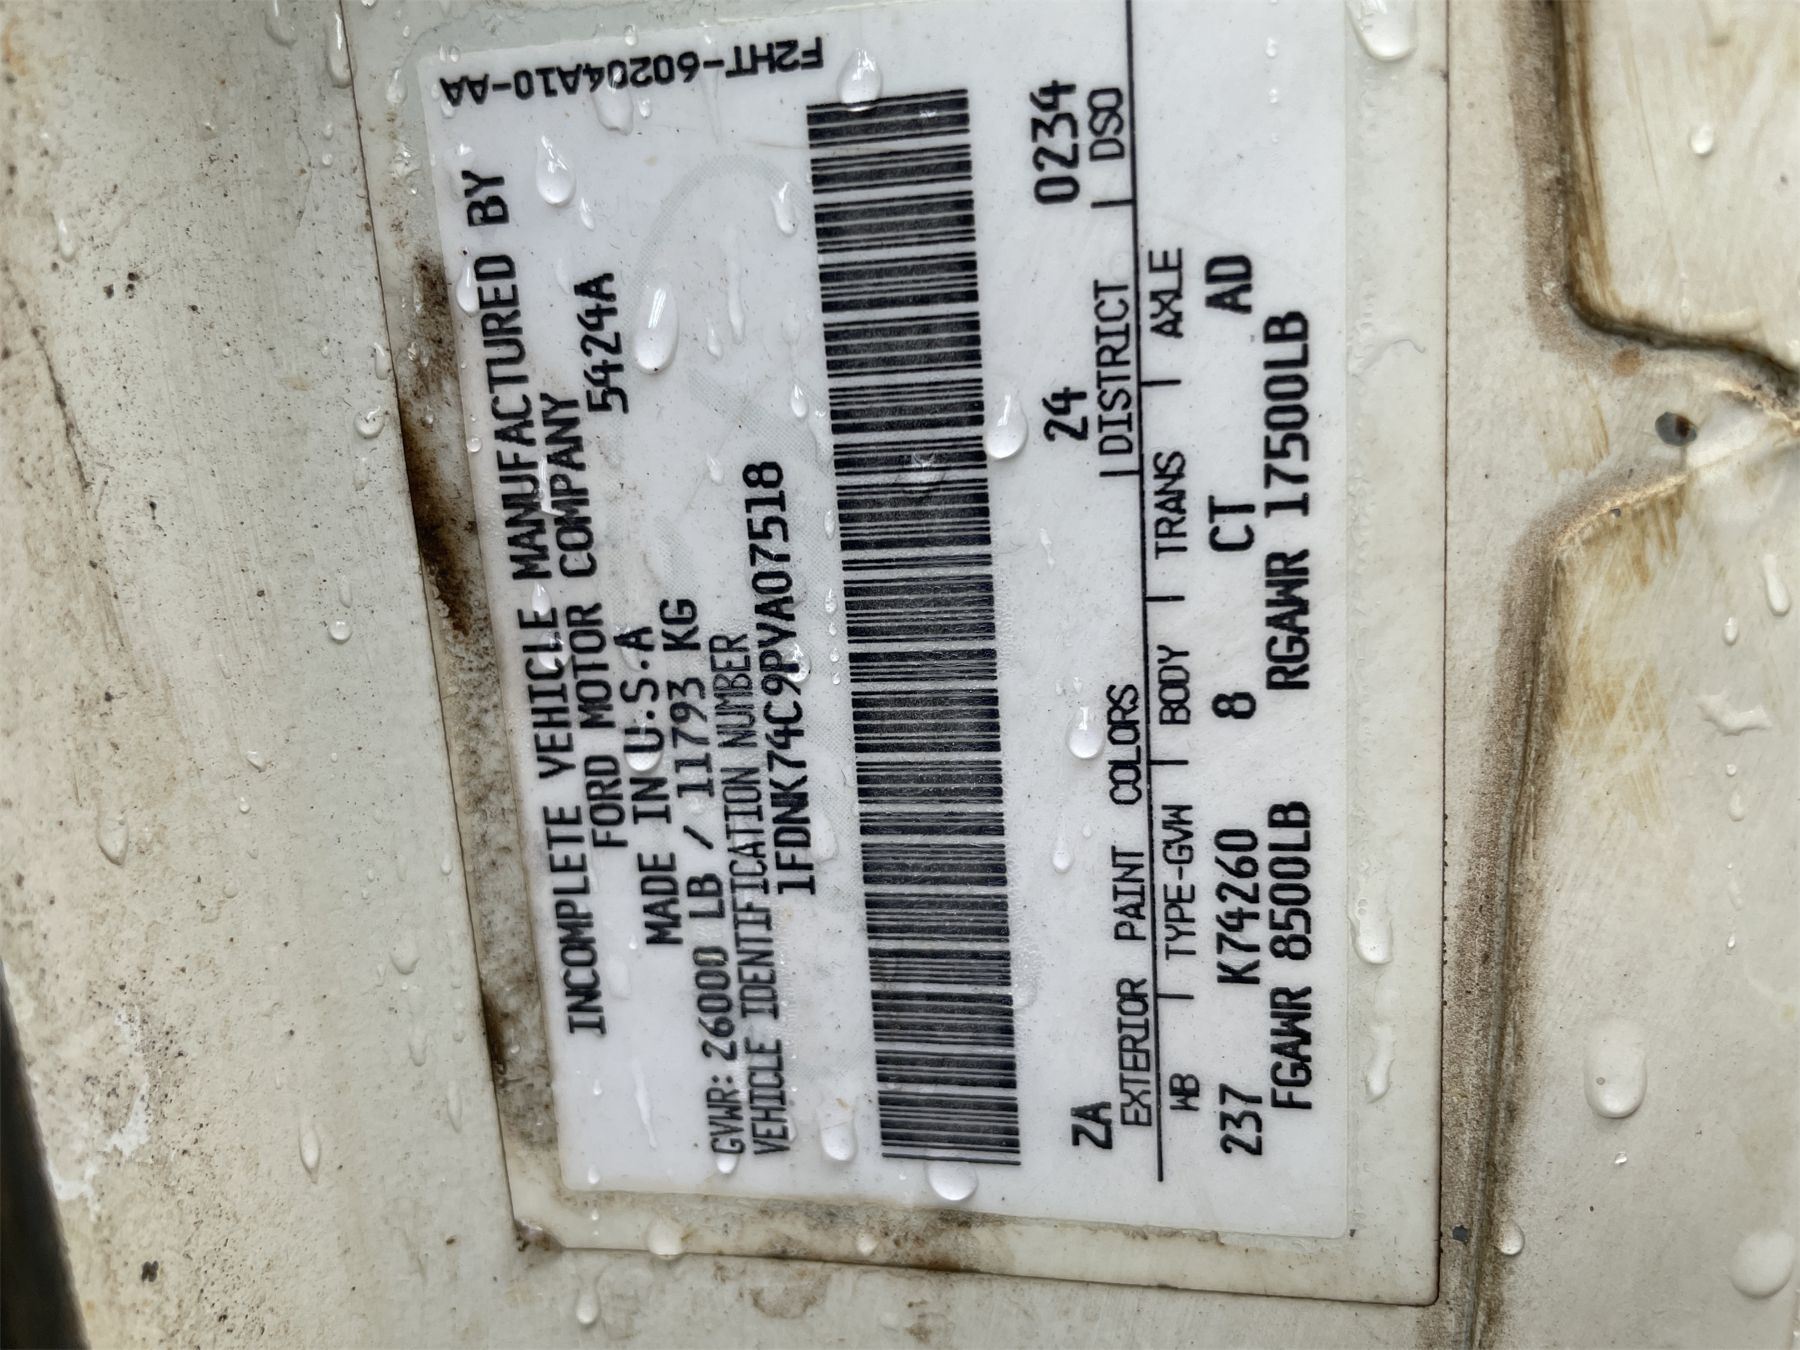 F2HT-60204A10-AA
INCOMPLETE VEHICLE MANUFACTURED BY
FORD MOTOR COMPANY
MADE IN U.S.A 5424A
GVWR: 26000 LB / 11793 KG
VEHICLE IDENTIFICATION NUMBER
1FDNK74C9PVA07518
ZA 24 0234
EXTERIOR PAINT COLORS DISTRICT DSO
WB TYPE-GVW BODY TRANS AXLE
237 K74260 8 CT AD
FGAWR 8500LB RGAWR 17500LB